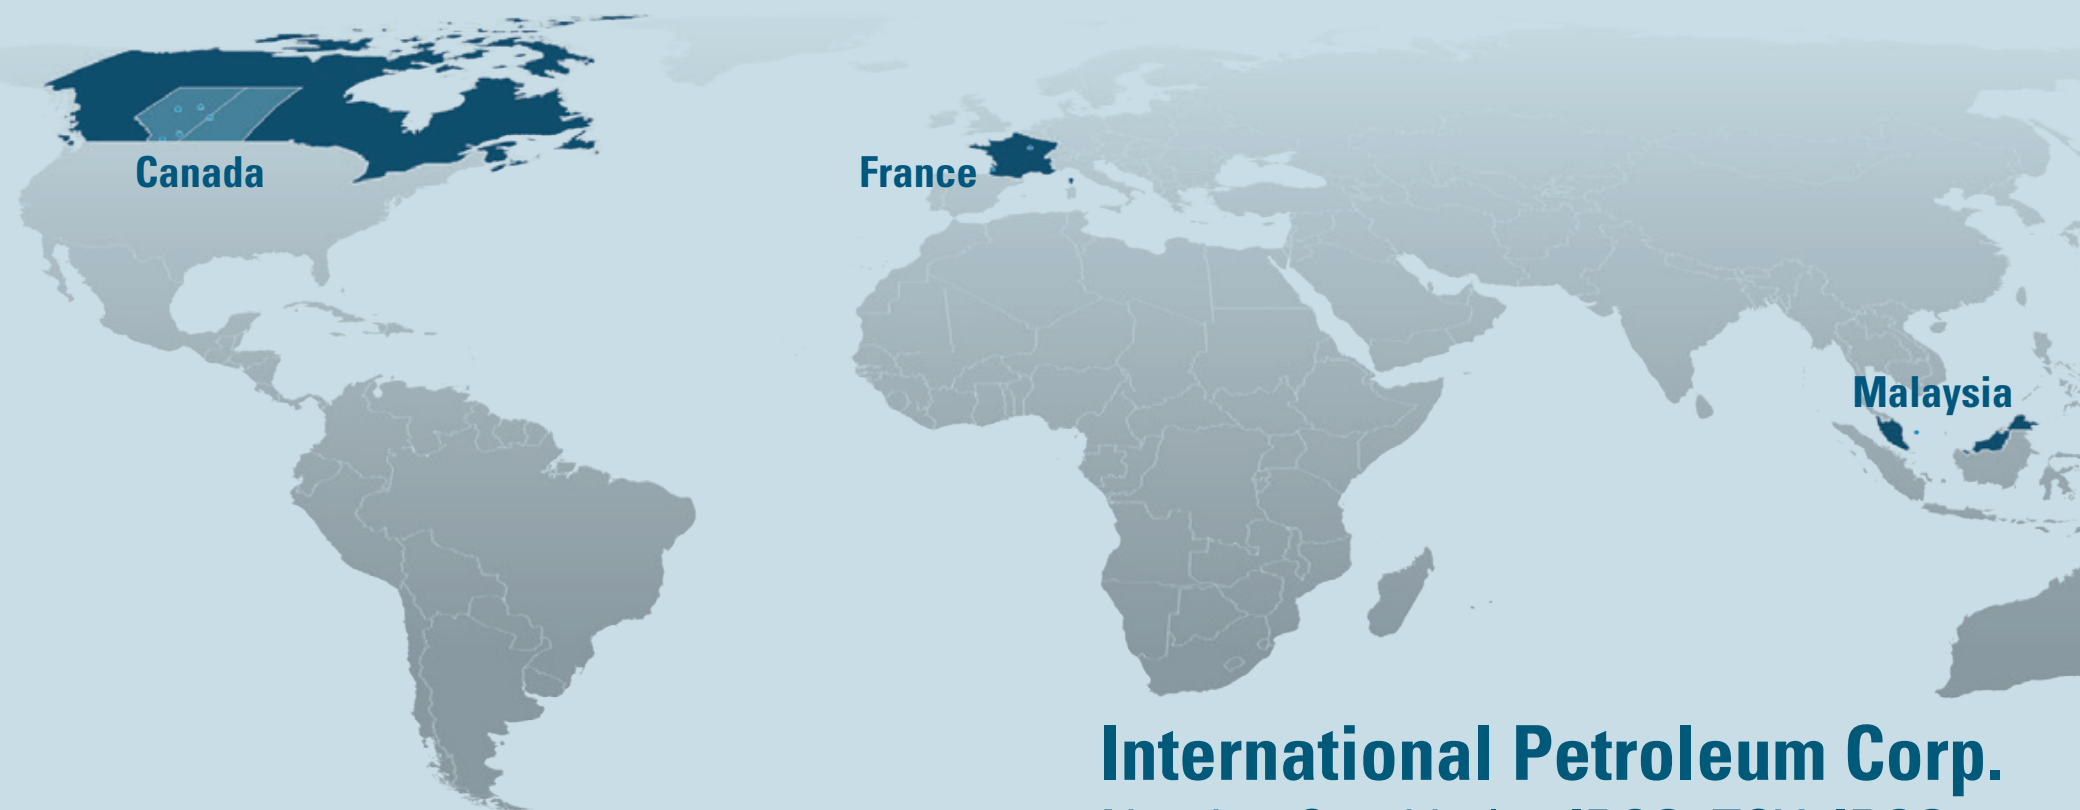 Canada
France
Malaysia
International Petroleum Corp.